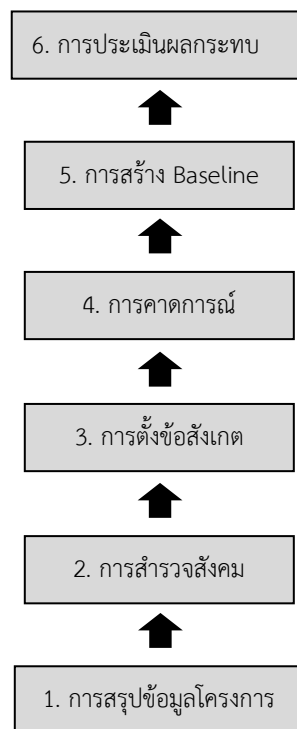 6. การประเมินผลกระทบ
5. การสร้าง Baseline
4. การคาดการณ์
3. การตั้งข้อสังเกต
2. การสำรวจสังคม
1. การสรุปข้อมูลโครงการ